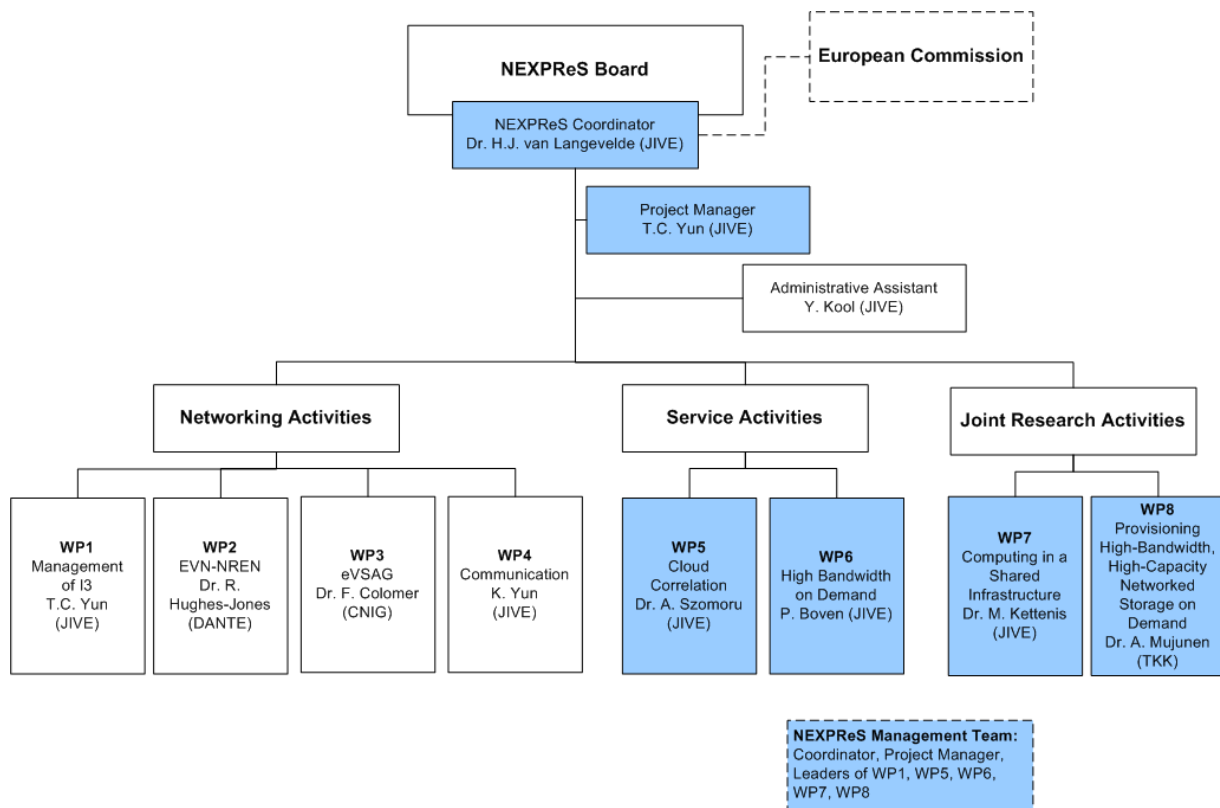 NEXPReS Board
European Commission
NEXPReS Coordinator
Dr. H.J. van Langevelde (JIVE)
Project Manager
T.C. Yun (JIVE)
Administrative Assistant
Y. Kool (JIVE)
Networking Activities
Service Activities
Joint Research Activities
WP1
Management
of I3
T.C. Yun
(JIVE)
WP2
EVN-NREN
Dr. R.
Hughes-Jones
(DANTE)
WP3
eVSAG
Dr. F. Colomer
(CNIG)
WP4
Communication
K. Yun
(JIVE)
WP5
Cloud
Correlation
Dr. A. Szomoru
(JIVE)
WP6
High Bandwidth
on Demand
P. Boven (JIVE)
WP7
Computing in a
Shared
Infrastructure
Dr. M. Kettenis
(JIVE)
WP8
Provisioning
High-Bandwidth,
High-Capacity
Networked
Storage on
Demand
Dr. A. Mujunen
(TKK)
NEXPReS Management Team:
Coordinator, Project Manager,
Leaders of WP1, WP5, WP6,
WP7, WP8